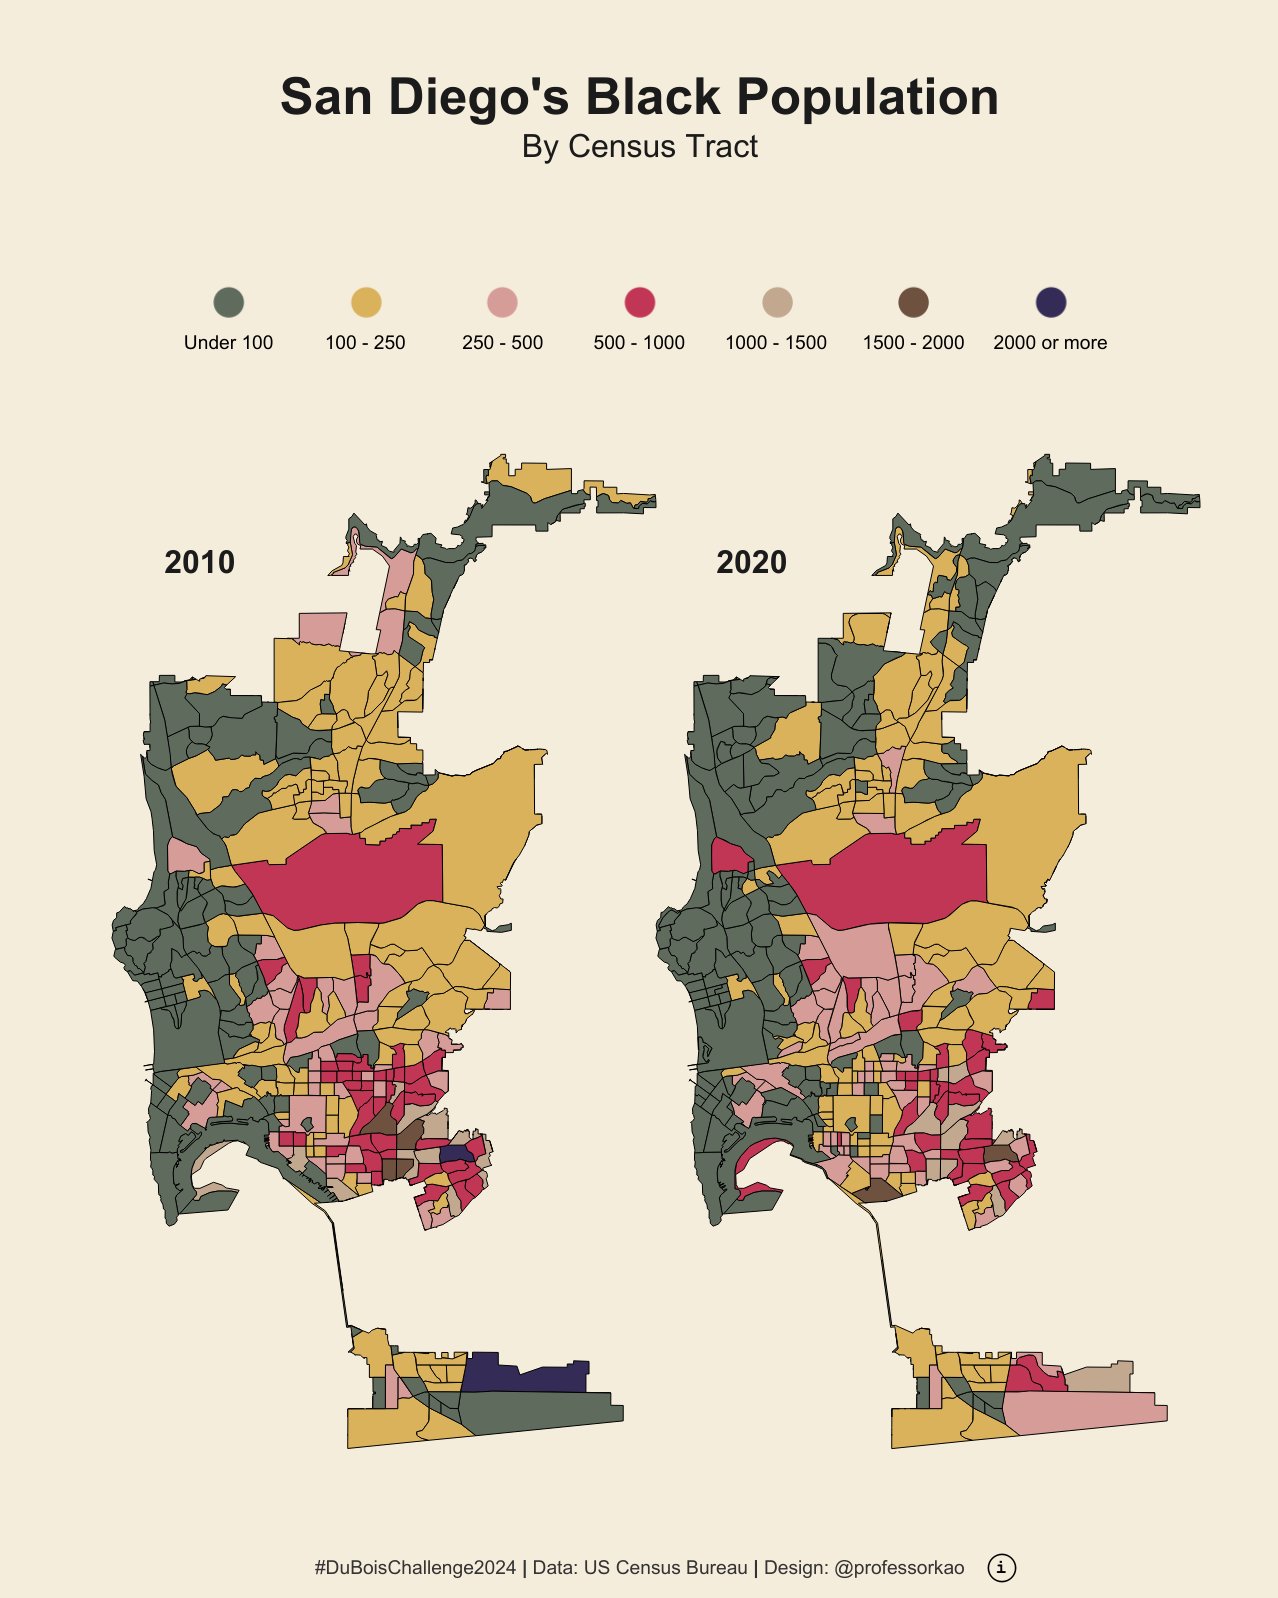 San Diego's Black Population
By Census Tract
Under 100
100 - 250
250 - 500
500 - 1000
1000 - 1500
1500 - 2000
2000 or more
2010
2020
#DuBoisChallenge2024 | Data: US Census Bureau | Design: @professorkao i